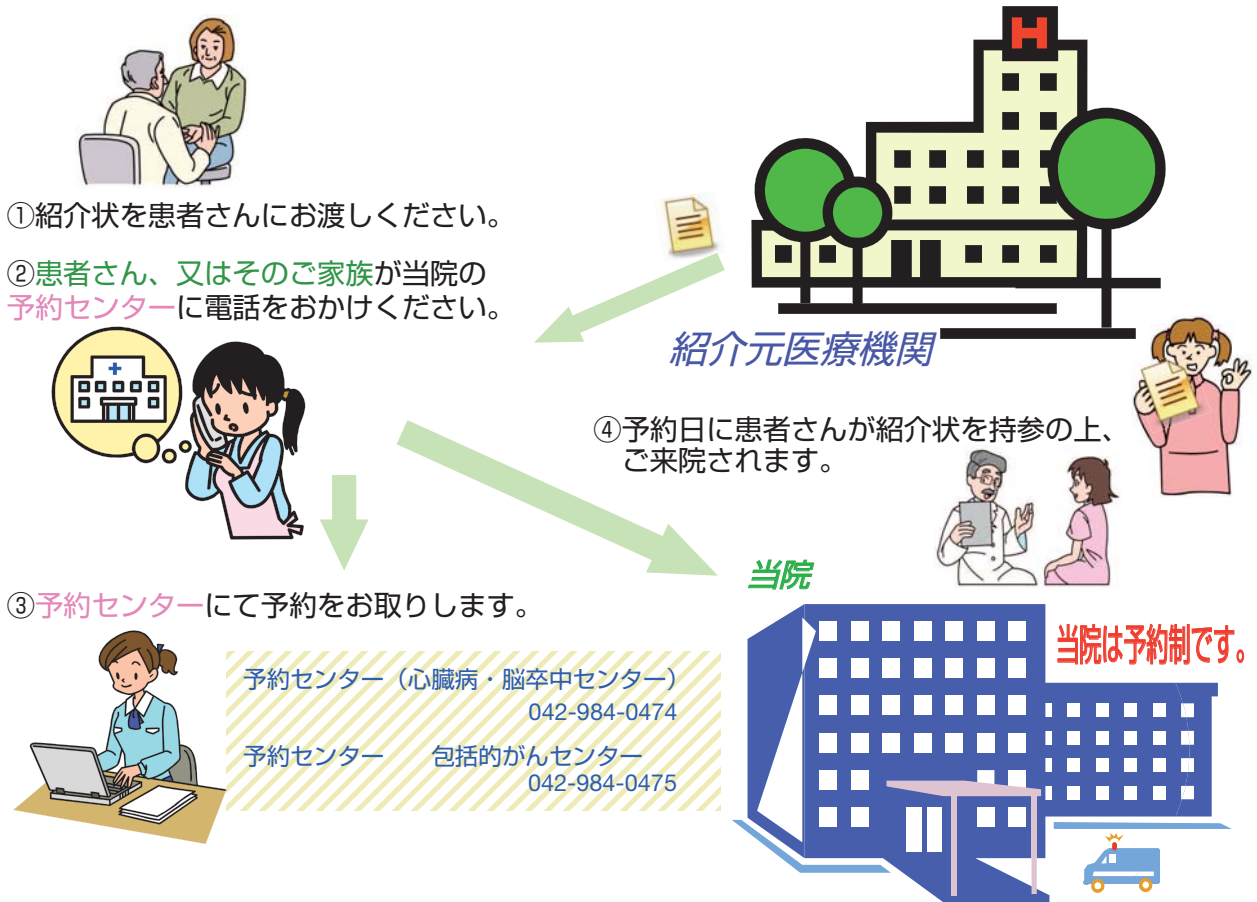 H
①紹介状を患者さんにお渡しください。
②患者さん、又はそのご家族が当院の
予約センターに電話をおかけください。
紹介元医療機関
③予約センターにて予約をお取りします。
予約センター（心臓病・脳卒中センター）
042-984-0474
予約センター 包括的がんセンター
042-984-0475
④予約日に患者さんが紹介状を持参の上、
ご来院されます。
当院
当院は予約制です。